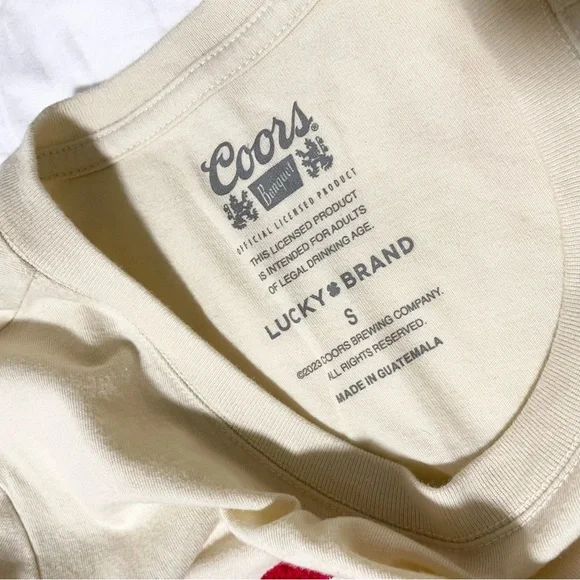 Coors®
Banquet
OFFICIAL LICENSED PRODUCT
THIS LICENSED PRODUCT
IS INTENDED FOR ADULTS
OF LEGAL DRINKING AGE.
LUCKY BRAND
S
©2023 COORS BREWING COMPANY.
ALL RIGHTS RESERVED.
MADE IN GUATEMALA